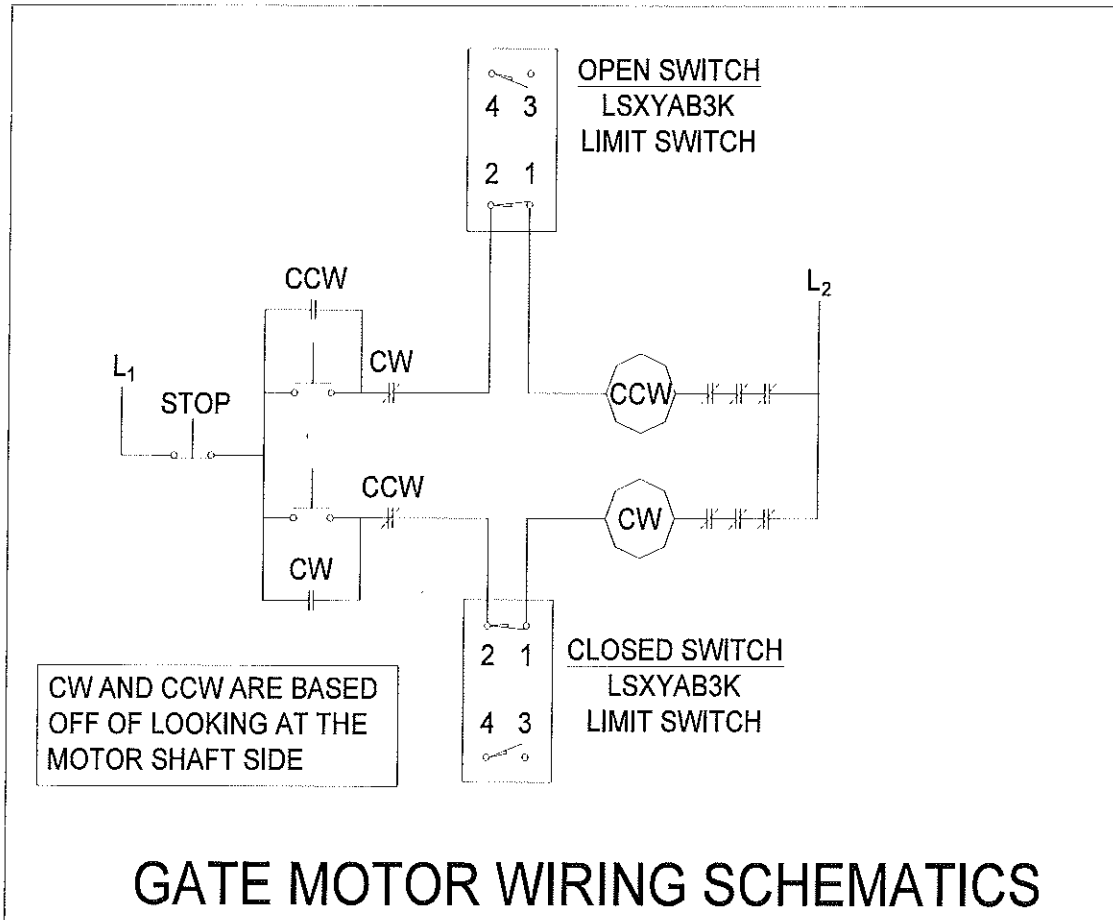 OPEN SWITCH
LSXYAB3K
LIMIT SWITCH
4 3
2 1
CCW
L₂
CW
L₁
STOP
CCW
CCW
CW
CW
2 1
4 3
CLOSED SWITCH
LSXYAB3K
LIMIT SWITCH
CW AND CCW ARE BASED
OFF OF LOOKING AT THE
MOTOR SHAFT SIDE
GATE MOTOR WIRING SCHEMATICS